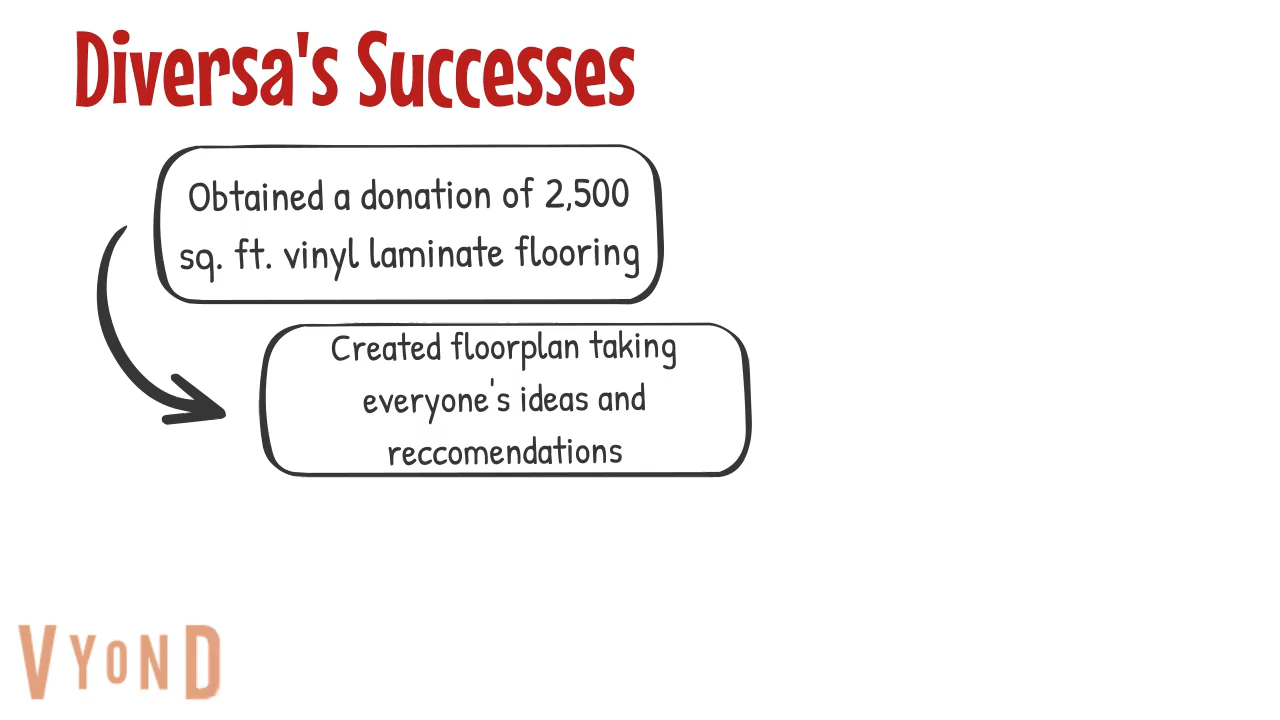 Diversa's Successes
Obtained a donation of 2,500
sq. ft. vinyl laminate flooring
Created floorplan taking
everyone's ideas and
reccomendations
VYOND